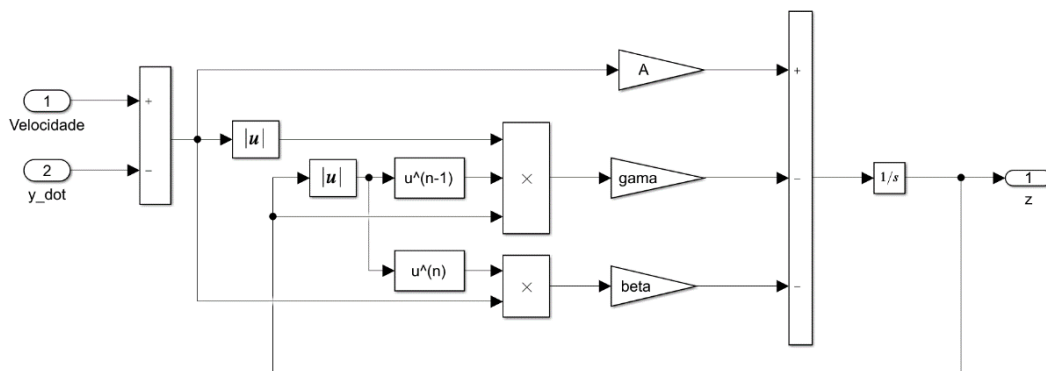 1
Velocidade
2
y_dot
+
−
|u|
|u|
u^(n-1)
u^(n)
×
×
A
gama
beta
+
−
−
1/s
1
z